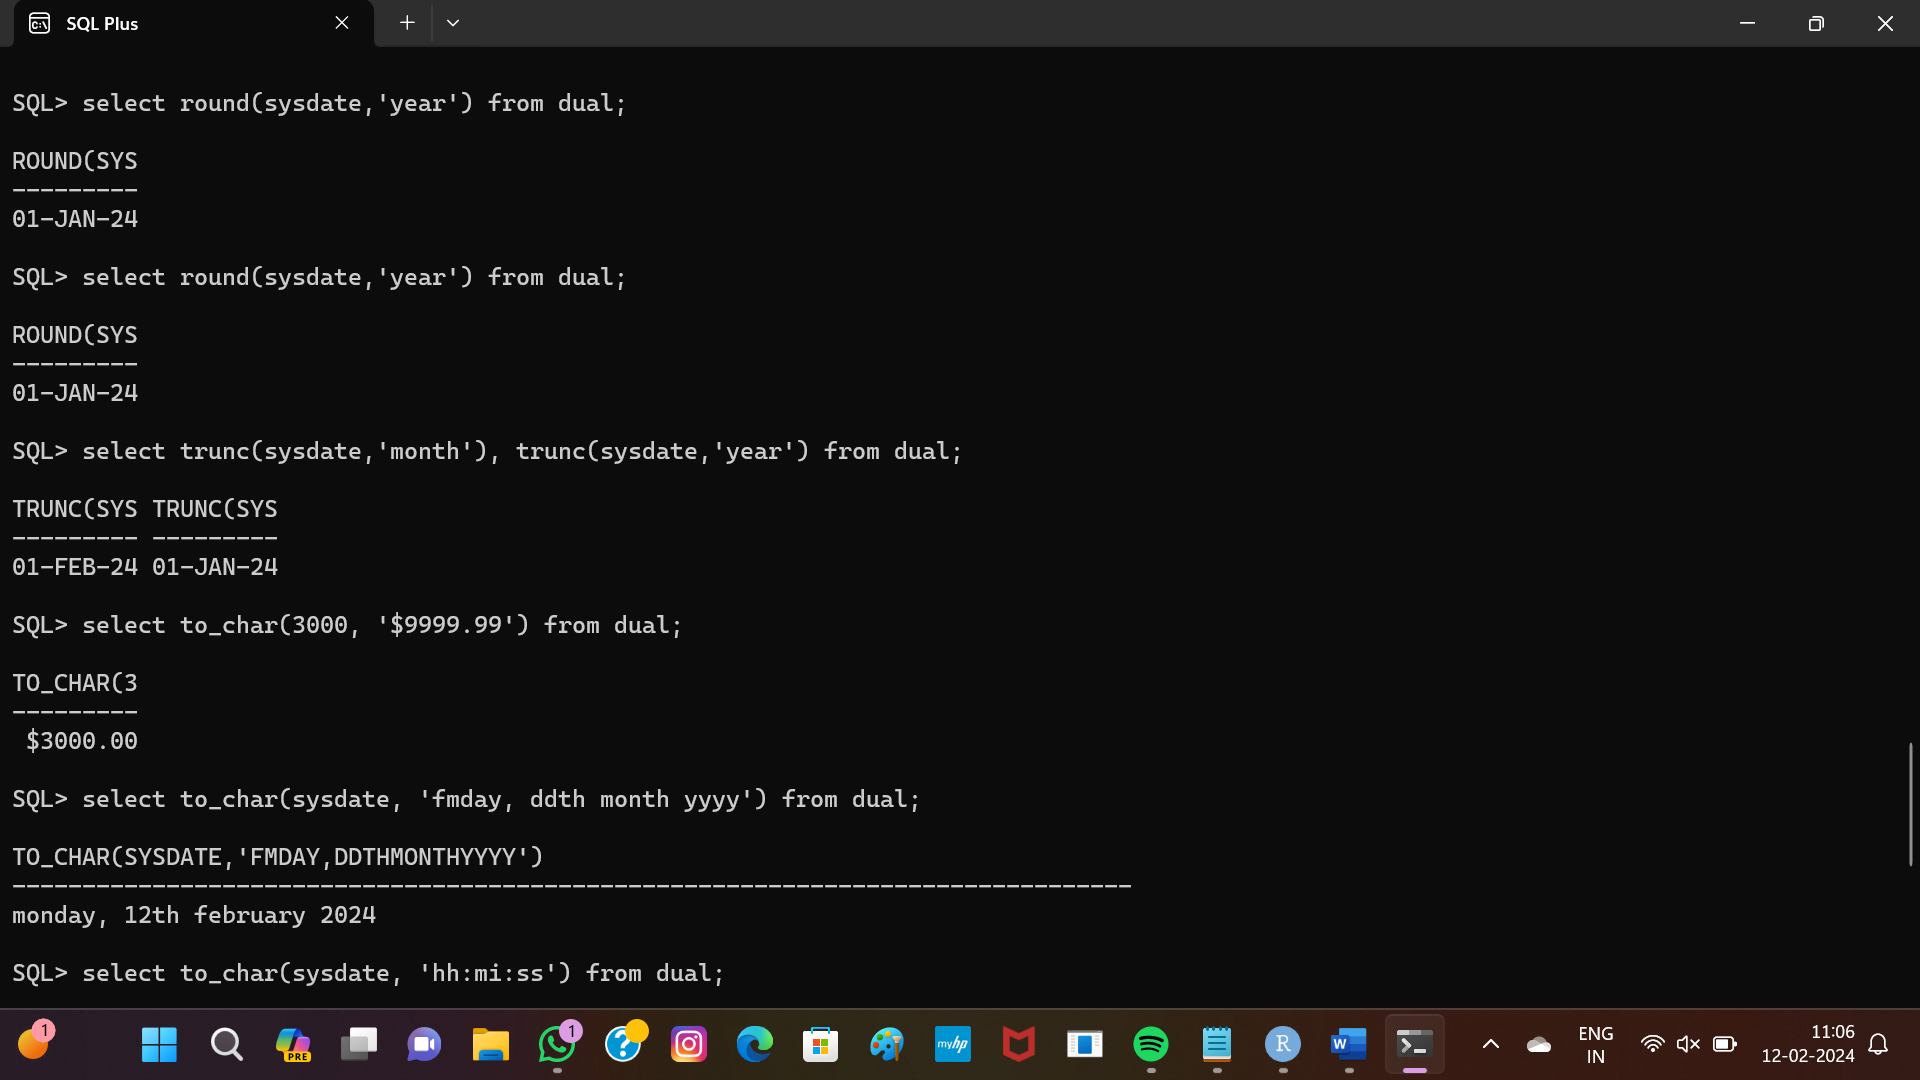 SQL Plus
SQL> select round(sysdate,'year') from dual;
ROUND(SYS
---------
01-JAN-24
SQL> select round(sysdate,'year') from dual;
ROUND(SYS
---------
01-JAN-24
SQL> select trunc(sysdate,'month'), trunc(sysdate,'year') from dual;
TRUNC(SYS TRUNC(SYS
--------- ---------
01-FEB-24 01-JAN-24
SQL> select to_char(3000, '$9999.99') from dual;
TO_CHAR(3
---------
$3000.00
SQL> select to_char(sysdate, 'fmday, ddth month yyyy') from dual;
TO_CHAR(SYSDATE,'FMDAY,DDTHMONTHYYYY')
--------------------------------------------------------------------------------
monday, 12th february 2024
SQL> select to_char(sysdate, 'hh:mi:ss') from dual;
1
PRE
1
?
myhp
R
W
ENG
IN
11:06
12-02-2024